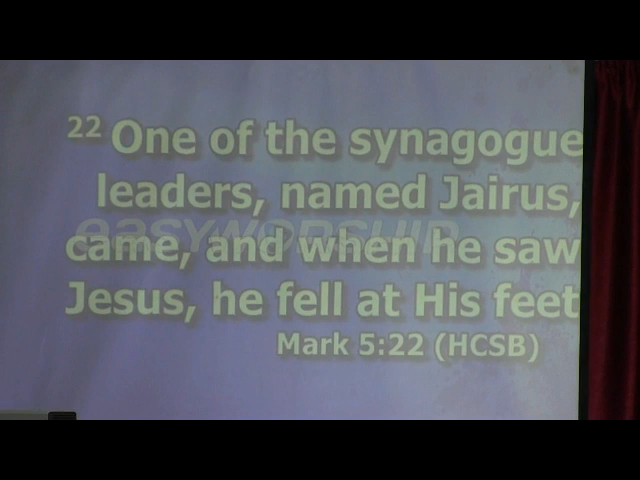 22 One of the synagogue
leaders, named Jairus,
easyworship
came, and when he saw
Jesus, he fell at His feet
Mark 5:22 (HCSB)